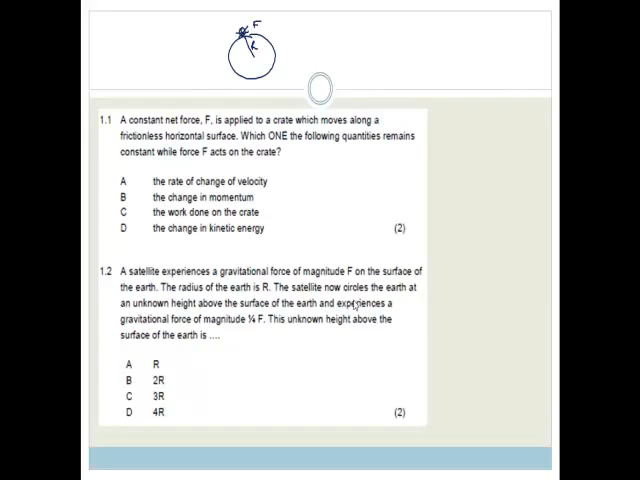 F
R
1.1 A constant net force, F, is applied to a crate which moves along a
frictionless horizontal surface. Which ONE the following quantities remains
constant while force F acts on the crate?
A the rate of change of velocity
B the change in momentum
C the work done on the crate
D the change in kinetic energy (2)
1.2 A satellite experiences a gravitational force of magnitude F on the surface of
the earth. The radius of the earth is R. The satellite now circles the earth at
an unknown height above the surface of the earth and experiences a
gravitational force of magnitude ¼ F. This unknown height above the
surface of the earth is ....
A R
B 2R
C 3R
D 4R (2)